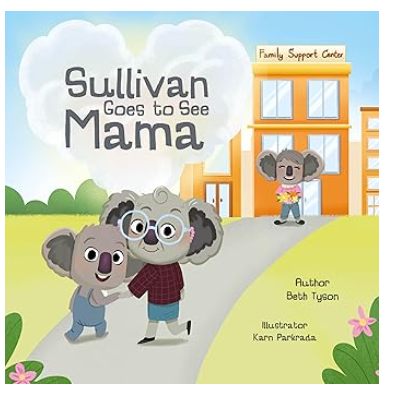 Family Support Center
Sullivan
Goes to See
Mama
Author
Beth Tyson
Illustrator
Karn Parkrada